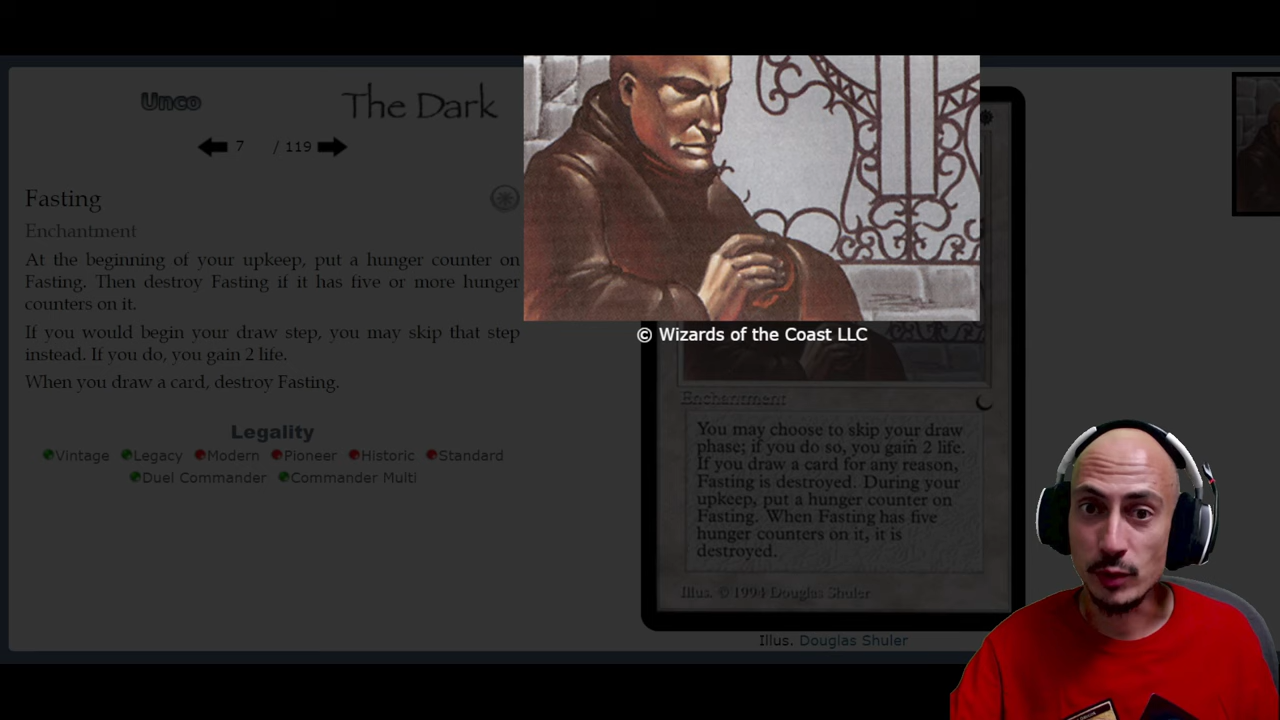 Unco
The Dark
7 / 119
Fasting
Enchantment
At the beginning of your upkeep, put a hunger counter on
Fasting. Then destroy Fasting if it has five or more hunger
counters on it.
If you would begin your draw step, you may skip that step
instead. If you do, you gain 2 life.
When you draw a card, destroy Fasting.
Legality
Vintage Legacy Modern Pioneer Historic Standard
Duel Commander Commander Multi
© Wizards of the Coast LLC
Enchantment
You may choose to skip your draw
phase; if you do so, you gain 2 life.
If you draw a card for any reason,
Fasting is destroyed. During your
upkeep, put a hunger counter on
Fasting. When Fasting has five
hunger counters on it, it is
destroyed.
Illus. © 1994 Douglas Shuler
Illus. Douglas Shuler